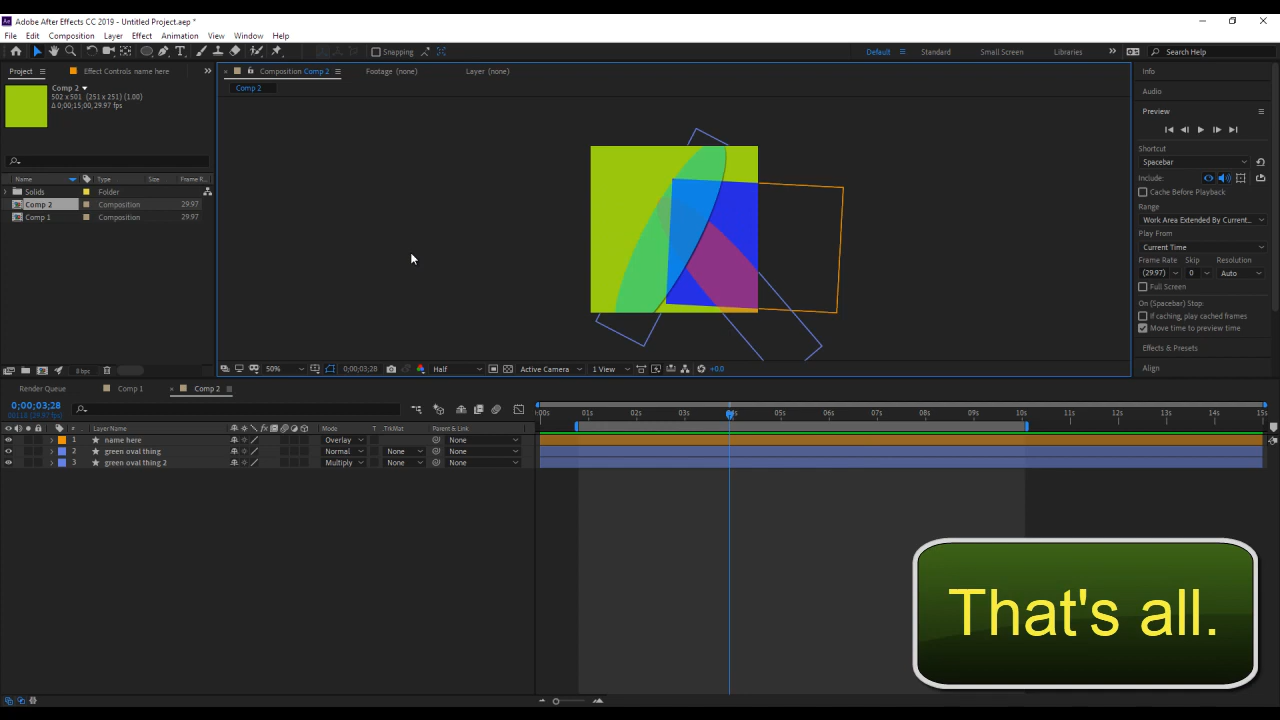 Adobe After Effects CC 2019 - Untitled Project.aep *
File Edit Composition Layer Effect Animation View Window Help
Snapping Default Standard Small Screen Libraries Search Help
Project Effect Controls name here Composition Comp 2 Footage (none) Layer (none) Info
Comp 2
Comp 2
502 x 501 (251 x 251) (1.00)
Δ 0;00;15;00, 29.97 fps
Audio
Preview
Shortcut
Spacebar
Include:
Cache Before Playback
Range
Work Area Extended By Current...
Play From
Current Time
Frame Rate Skip Resolution
(29.97) 0 Auto
Full Screen
On (Spacebar) Stop:
If caching, play cached frames
Move time to preview time
Effects & Presets
Align
Name Type Size Frame R...
Solids Folder
Comp 2 Composition 29.97
Comp 1 Composition 29.97
8 bpc 50% 0;00;03;28 Half Active Camera 1 View +0.0
Render Queue Comp 1 Comp 2
0;00;03;28
00118 (29.97 fps)
:00s 01s 02s 03s 04s 05s 06s 07s 08s 09s 10s 11s 12s 13s 14s 15s
# Layer Name Mode T TrkMat Parent & Link
1 name here Overlay None
2 green oval thing Normal None None
3 green oval thing 2 Multiply None None
That's all.